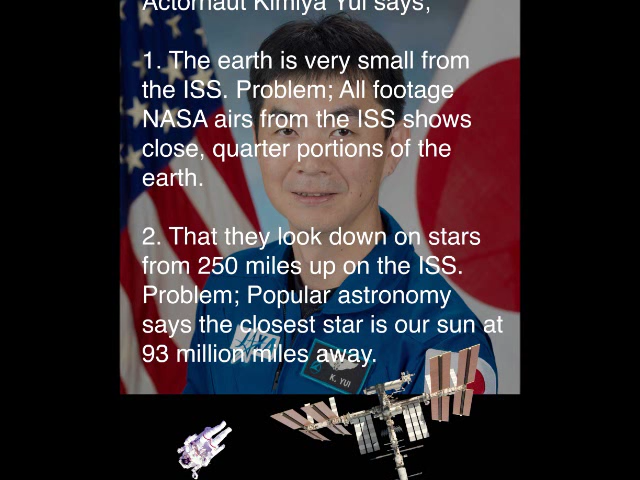 Actornaut Kimiya Yui says,
1. The earth is very small from
the ISS. Problem; All footage
NASA airs from the ISS shows
close, quarter portions of the
earth.
2. That they look down on stars
from 250 miles up on the ISS.
Problem; Popular astronomy
says the closest star is our sun at
93 million miles away.
K. YUI